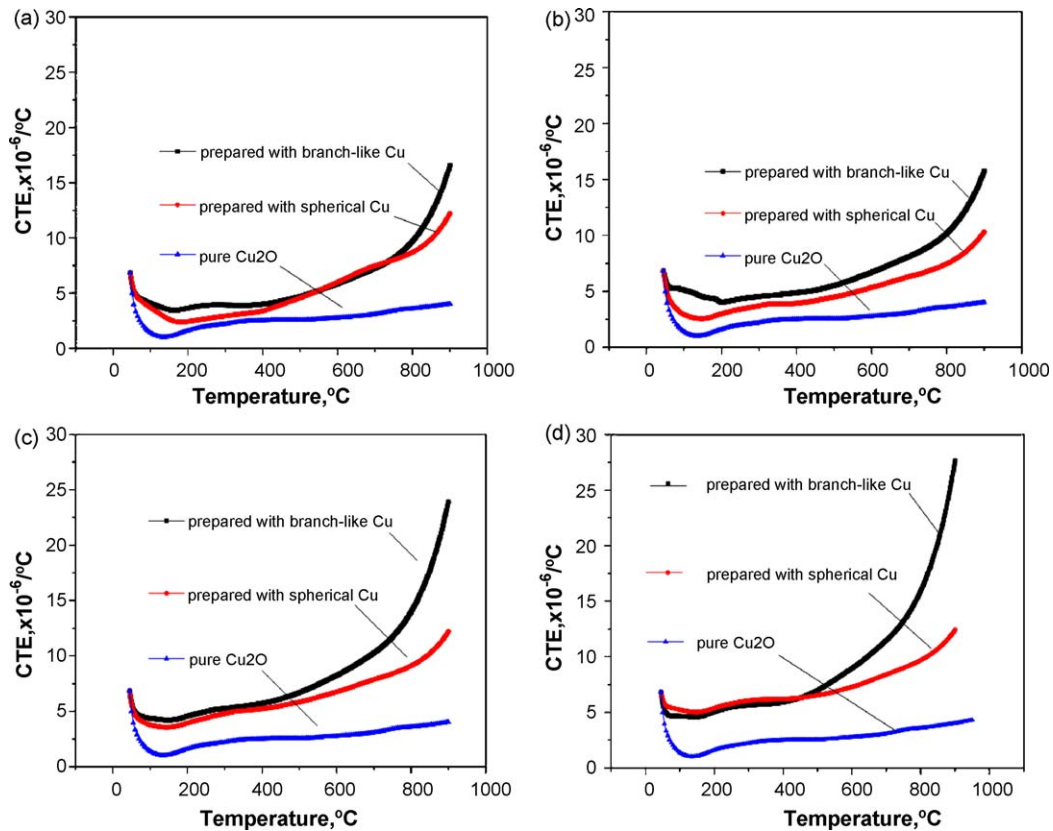 (a)
30
25
20
15
10
5
0
CTE,x10⁻⁶/ºC
prepared with branch-like Cu
prepared with spherical Cu
pure Cu2O
0 200 400 600 800 1000
Temperature,ºC
(b)
30
25
20
15
10
5
0
CTE,x10⁻⁶/ºC
prepared with branch-like Cu
prepared with spherical Cu
pure Cu2O
0 200 400 600 800 1000
Temperature,ºC
(c)
30
25
20
15
10
5
0
CTE,x10⁻⁶/ºC
prepared with branch-like Cu
prepared with spherical Cu
pure Cu2O
0 200 400 600 800 1000
Temperature,ºC
(d)
30
25
20
15
10
5
0
CTE,x10⁻⁶/ºC
prepared with branch-like Cu
prepared with spherical Cu
pure Cu2O
0 200 400 600 800 1000
Temperature,ºC